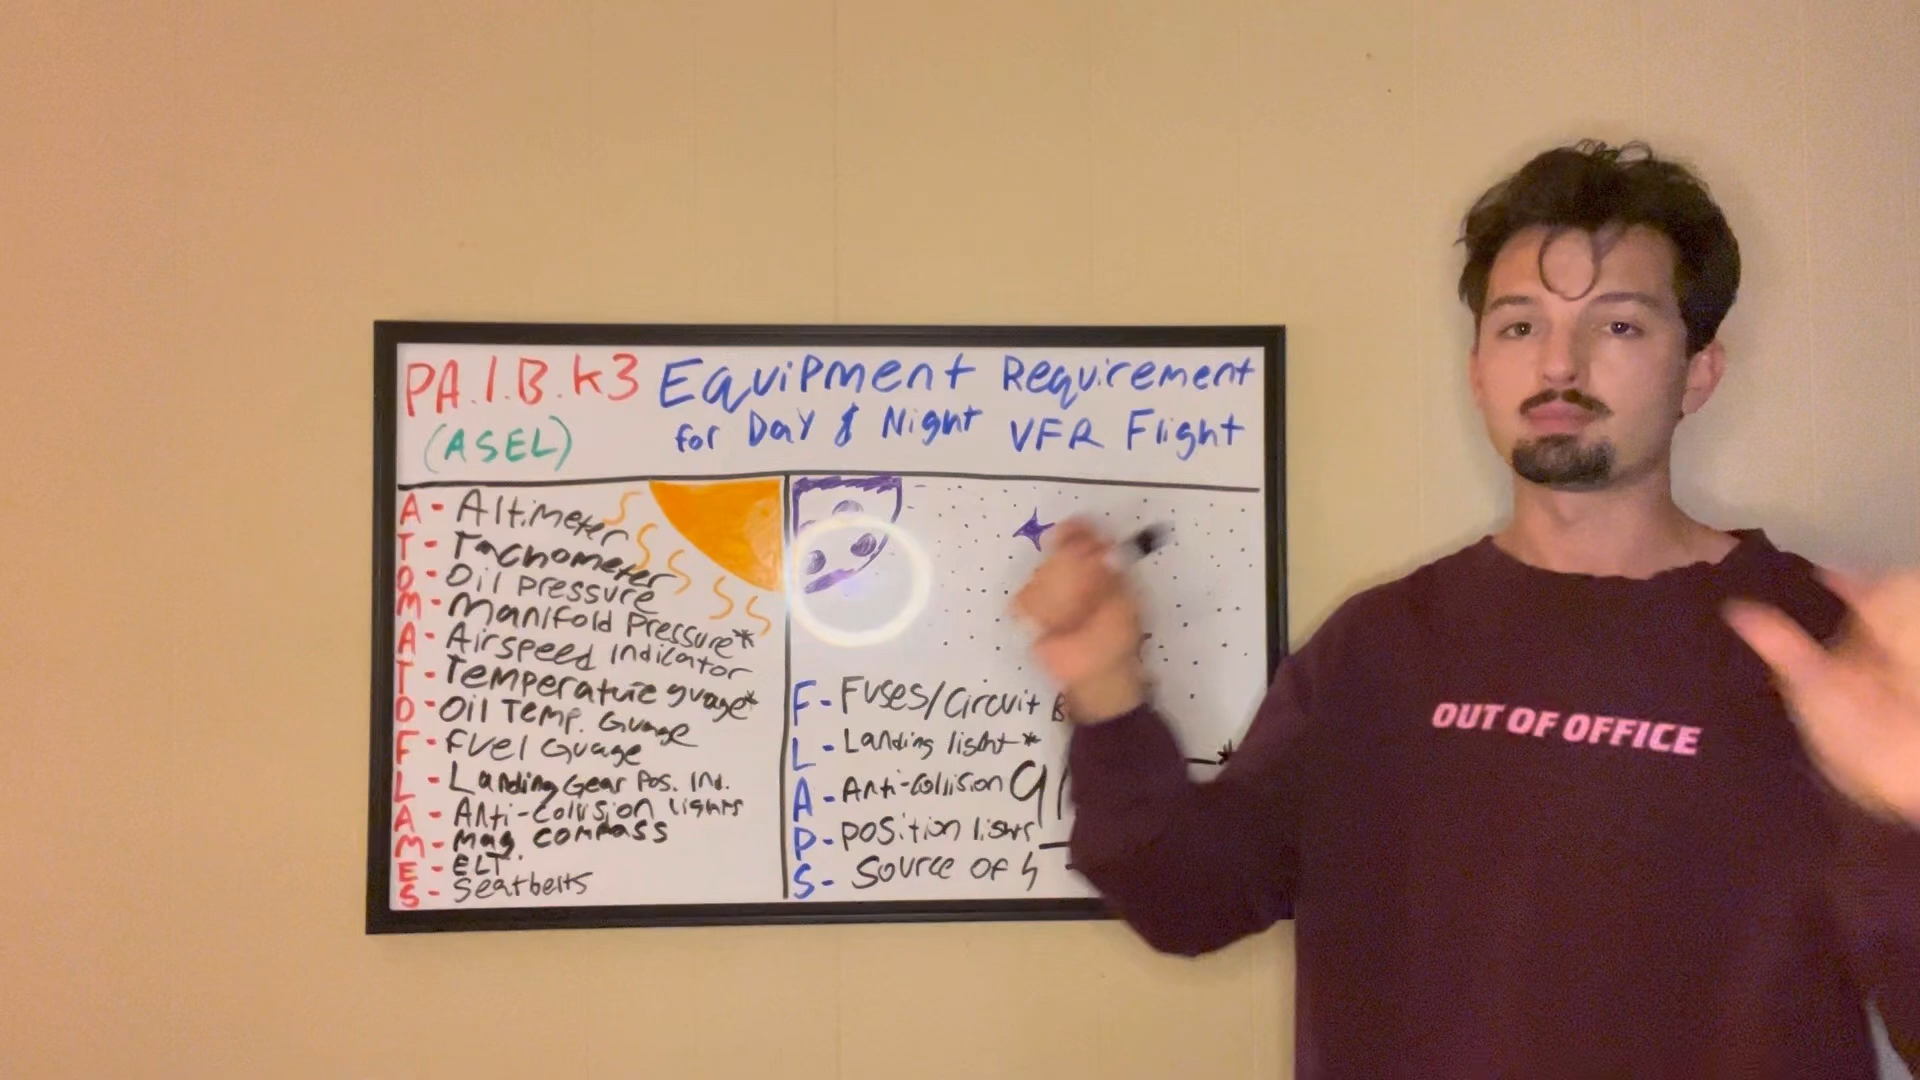 PA.I.B.K3 Equipment Requirement
(ASEL) for Day & Night VFR Flight
A - Altimeter
T - Tachometer
O - Oil Pressure
M - Manifold Pressure*
A - Airspeed Indicator
T - Temperature guage*
O - Oil Temp. Guage
F - Fuel Guage
L - Landing Gear Pos. Ind.
A - Anti-Collision Lights
M - Mag. Compass
E - ELT
S - Seatbelts
F - Fuses/Circuit B
L - Landing light*
A - Anti-Collision
P - Position lights
S - Source of
OUT OF OFFICE